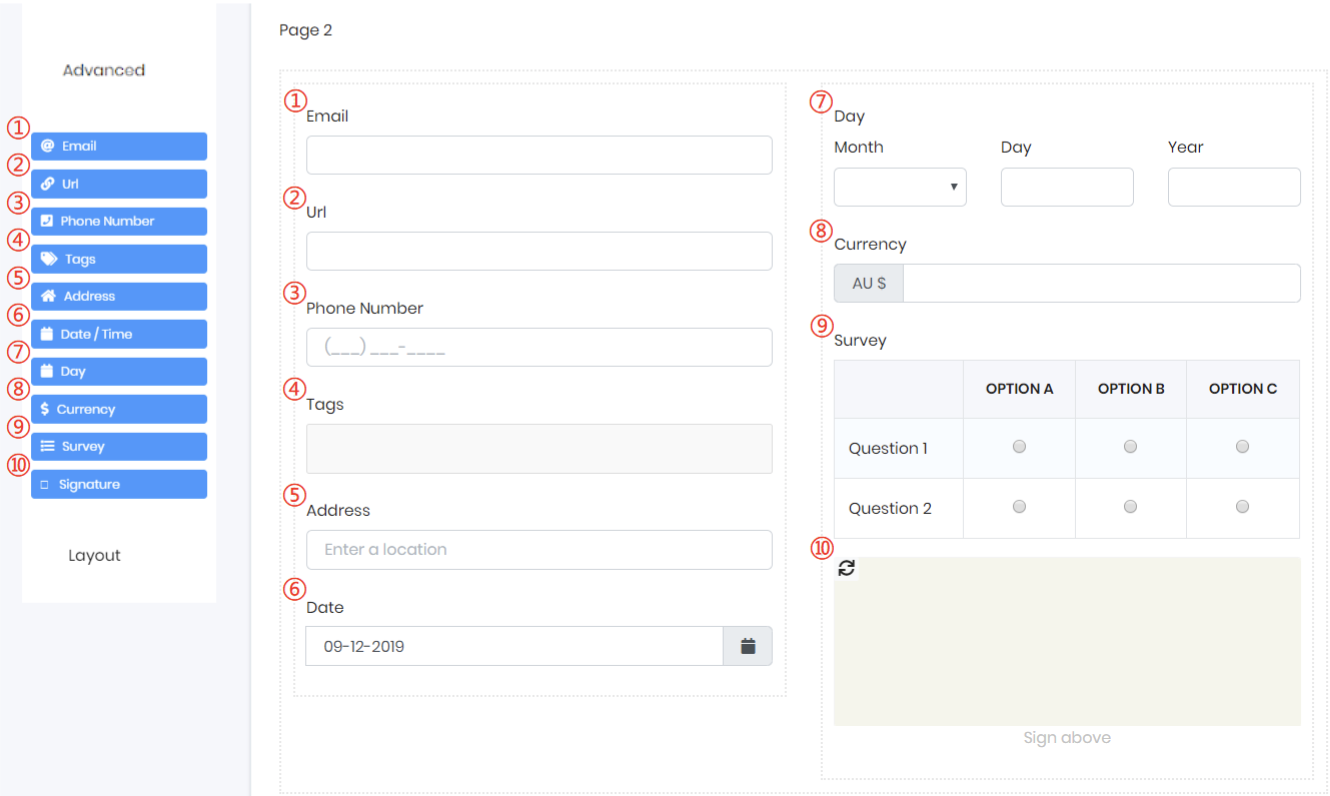 Advanced
① @ Email
② Url
③ Phone Number
④ Tags
⑤ Address
⑥ Date / Time
⑦ Day
⑧ $ Currency
⑨ Survey
⑩ Signature
Layout
Page 2
① Email
② Url
③ Phone Number
(___) ___-____
④ Tags
⑤ Address
Enter a location
⑥ Date
09-12-2019
⑦ Day
Month Day Year
⑧ Currency
AU $
⑨ Survey
OPTION A OPTION B OPTION C
Question 1
Question 2
⑩
Sign above